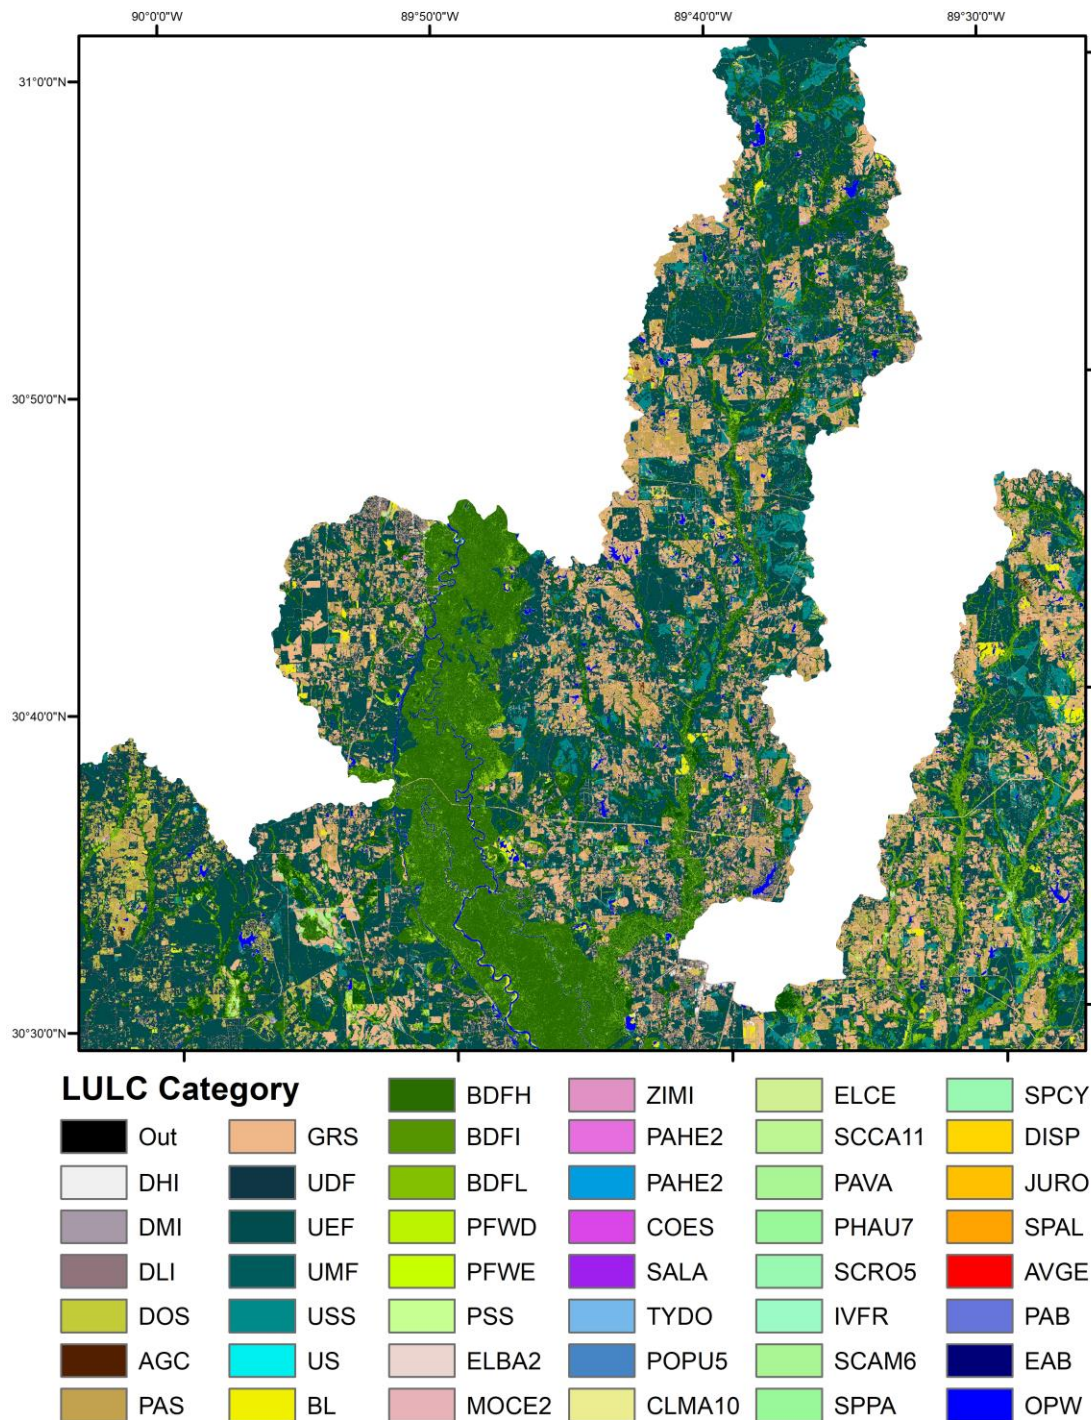 90°0'0"W 89°50'0"W 89°40'0"W 89°30'0"W
31°0'0"N
30°50'0"N
30°40'0"N
30°30'0"N
LULC Category
Out
DHI
DMI
DLI
DOS
AGC
PAS
GRS
UDF
UEF
UMF
USS
US
BL
BDFH
BDFI
BDFL
PFWD
PFWE
PSS
ELBA2
MOCE2
ZIMI
PAHE2
PAHE2
COES
SALA
TYDO
POPU5
CLMA10
ELCE
SCCA11
PAVA
PHAU7
SCRO5
IVFR
SCAM6
SPPA
SPCY
DISP
JURO
SPAL
AVGE
PAB
EAB
OPW